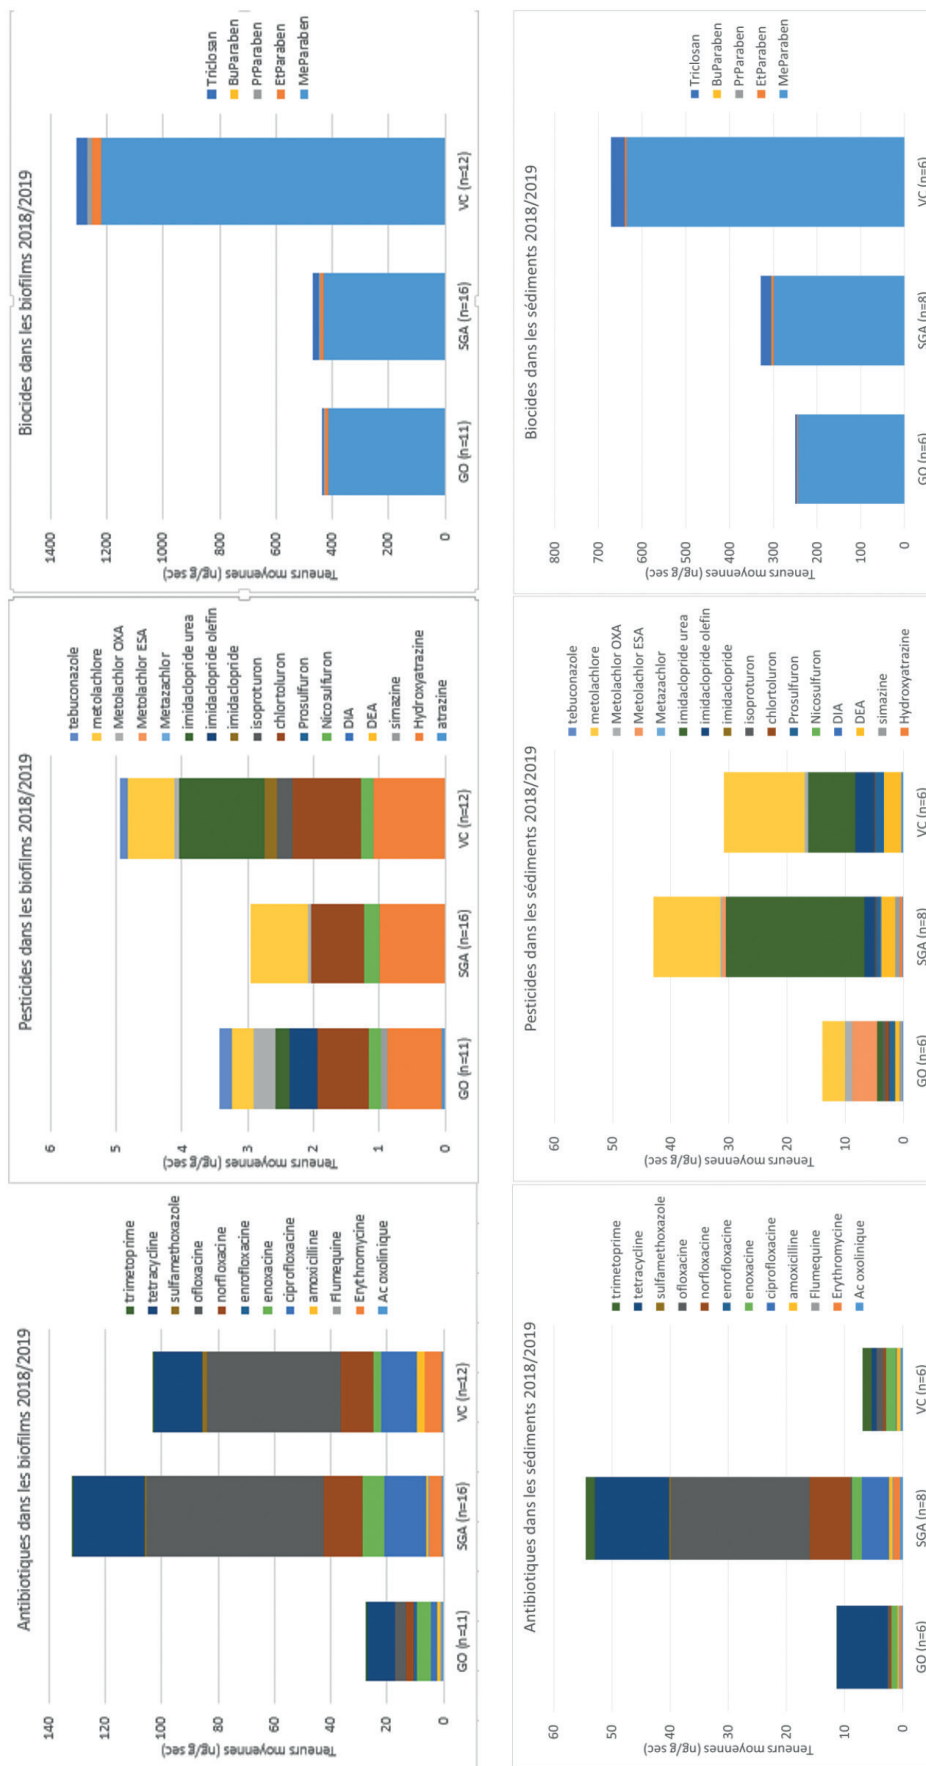 Antibiotiques dans les biofilms 2018/2019
Teneurs moyennes (ng/g sec)
140
120
100
80
60
40
20
0
GO (n=11)
SGA (n=16)
VC (n=12)
trimetoprime
tetracycline
sulfamethoxazole
ofloxacine
norfloxacine
enrofloxacine
enoxacine
ciprofloxacine
amoxicilline
Flumequine
Erythromycine
Ac oxolinique
Pesticides dans les biofilms 2018/2019
Teneurs moyennes (ng/g sec)
6
5
4
3
2
1
0
GO (n=11)
SGA (n=16)
VC (n=12)
tebuconazole
metolachlore
Metolachlor OXA
Metolachlor ESA
Metazachlor
imidaclopride urea
imidaclopride olefin
imidaclopride
isoproturon
chlortoluron
Prosulfuron
Nicosulfuron
DIA
DEA
simazine
Hydroxyatrazine
atrazine
Biocides dans les biofilms 2018/2019
Teneurs moyennes (ng/g sec)
1400
1200
1000
800
600
400
200
0
GO (n=11)
SGA (n=16)
VC (n=12)
Triclosan
BuParaben
PrParaben
EtParaben
MeParaben
Antibiotiques dans les sédiments 2018/2019
Teneurs moyennes (ng/g sec)
60
50
40
30
20
10
0
GO (n=6)
SGA (n=8)
VC (n=6)
trimetoprime
tetracycline
sulfamethoxazole
ofloxacine
norfloxacine
enrofloxacine
enoxacine
ciprofloxacine
amoxicilline
Flumequine
Erythromycine
Ac oxolinique
Pesticides dans les sédiments 2018/2019
Teneurs moyennes (ng/g sec)
60
50
40
30
20
10
0
GO (n=6)
SGA (n=8)
VC (n=6)
tebuconazole
metolachlore
Metolachlor OXA
Metolachlor ESA
Metazachlor
imidaclopride urea
imidaclopride olefin
imidaclopride
isoproturon
chlortoluron
Prosulfuron
Nicosulfuron
DIA
DEA
simazine
Hydroxyatrazine
Biocides dans les sédiments 2018/2019
Teneurs moyennes (ng/g sec)
800
700
600
500
400
300
200
100
0
GO (n=6)
SGA (n=8)
VC (n=6)
Triclosan
BuParaben
PrParaben
EtParaben
MeParaben